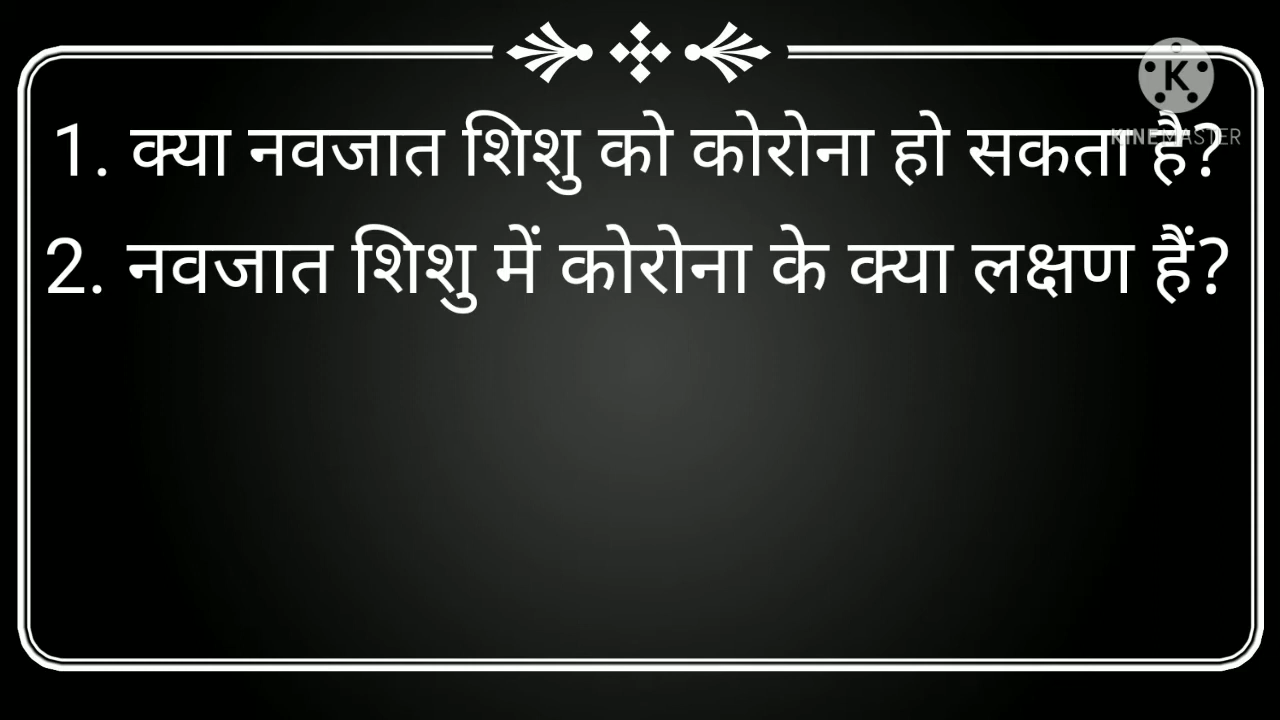 K
KINEMASTER
1. क्या नवजात शिशु को कोरोना हो सकता है?
2. नवजात शिशु में कोरोना के क्या लक्षण हैं?